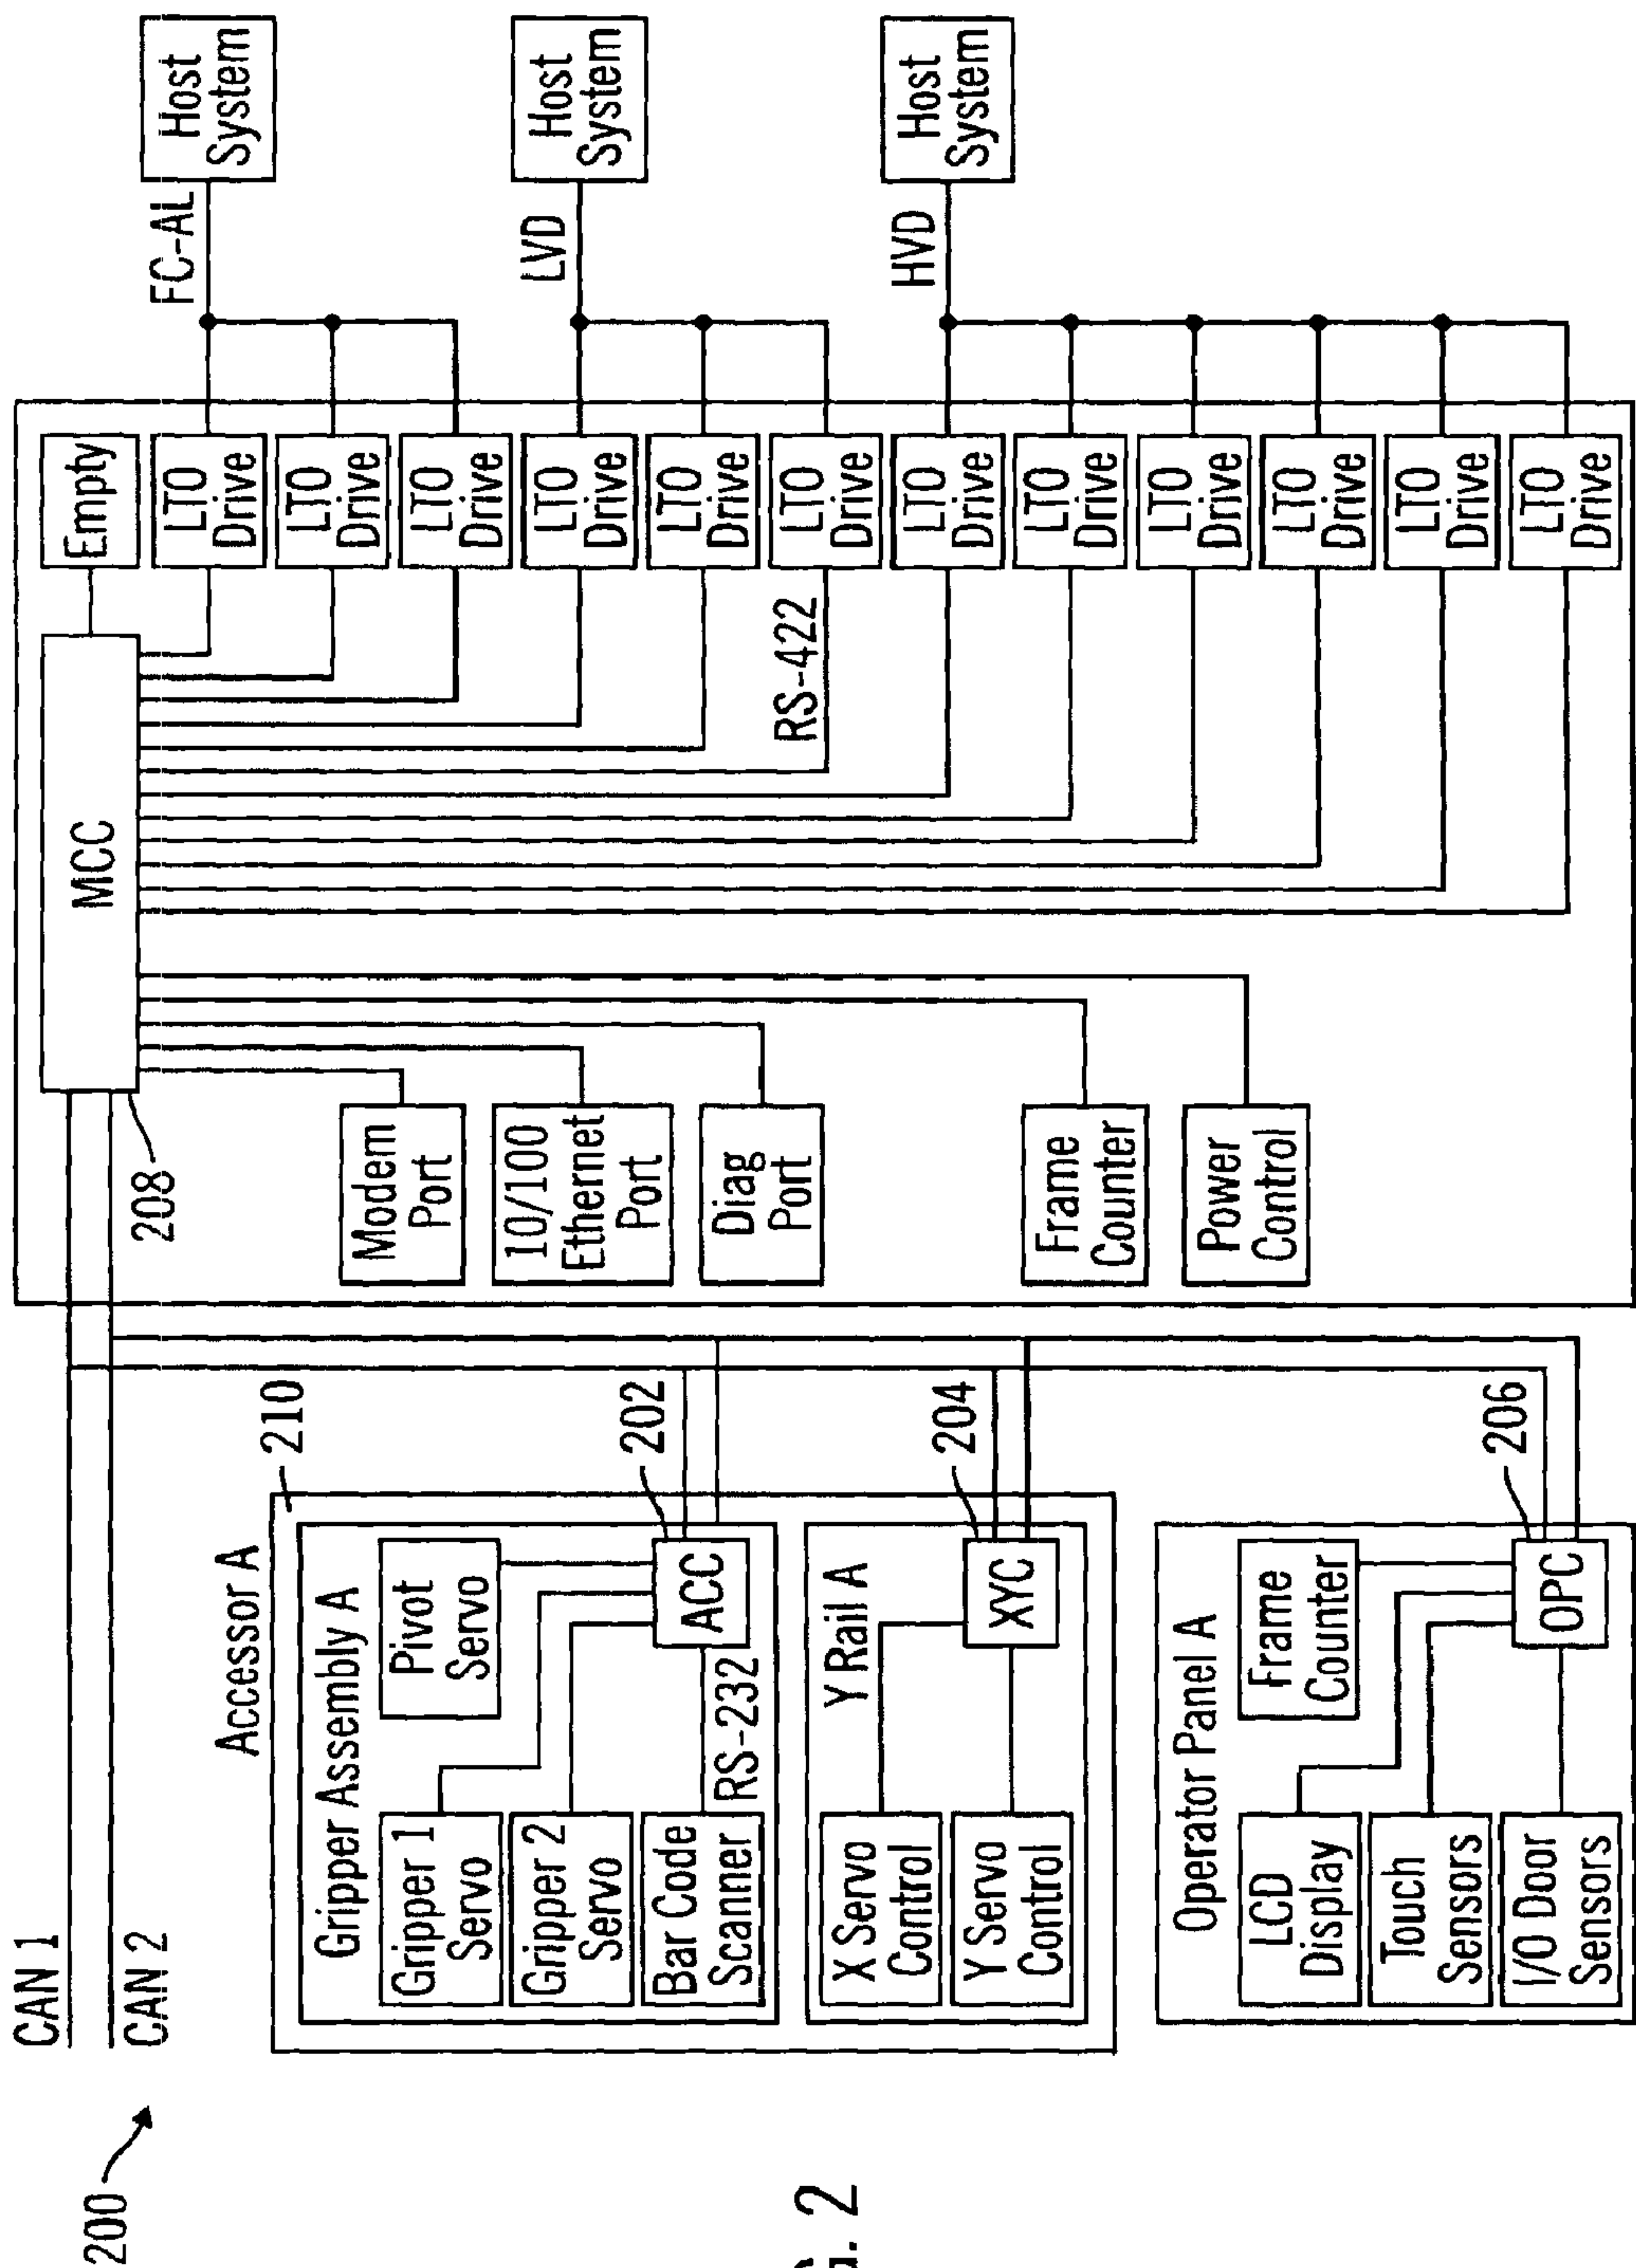 200
CAN 1
CAN 2
Accessor A
210
Gripper Assembly A
Gripper 1
Servo
Pivot
Servo
Gripper 2
Servo
Bar Code
Scanner
ACC
202
RS-232
Y Rail A
X Servo
Control
Y Servo
Control
XYC
204
Operator Panel A
LCD
Display
Frame
Counter
Touch
Sensors
I/O Door
Sensors
OPC
206
MCC
208
Modem
Port
10/100
Ethernet
Port
Diag
Port
Frame
Counter
Power
Control
RS-422
Empty
LTO
Drive
LTO
Drive
LTO
Drive
LTO
Drive
LTO
Drive
LTO
Drive
LTO
Drive
LTO
Drive
LTO
Drive
LTO
Drive
LTO
Drive
LTO
Drive
FC-AL
Host
System
LVD
Host
System
HVD
Host
System
2